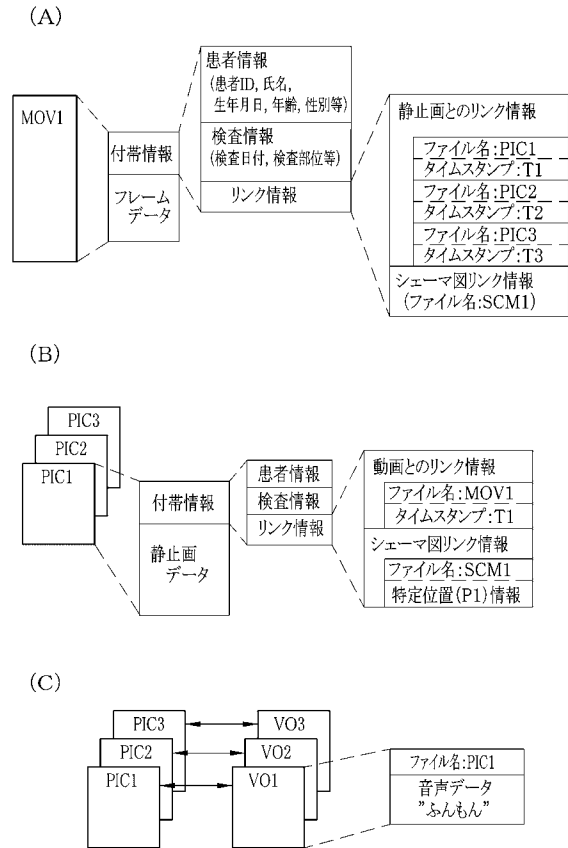 (A)
MOV1
付帯情報
フレーム
データ
患者情報
(患者ID, 氏名,
生年月日, 年齢, 性別等)
検査情報
(検査日付, 検査部位等)
リンク情報
静止画とのリンク情報
ファイル名:PIC1
タイムスタンプ:T1
ファイル名:PIC2
タイムスタンプ:T2
ファイル名:PIC3
タイムスタンプ:T3
シェーマ図リンク情報
(ファイル名:SCM1)
(B)
PIC3
PIC2
PIC1
付帯情報
静止画
データ
患者情報
検査情報
リンク情報
動画とのリンク情報
ファイル名:MOV1
タイムスタンプ:T1
シェーマ図リンク情報
ファイル名:SCM1
特定位置(P1)情報
(C)
PIC3
PIC2
PIC1
VO3
VO2
VO1
ファイル名:PIC1
音声データ
”ふんもん”